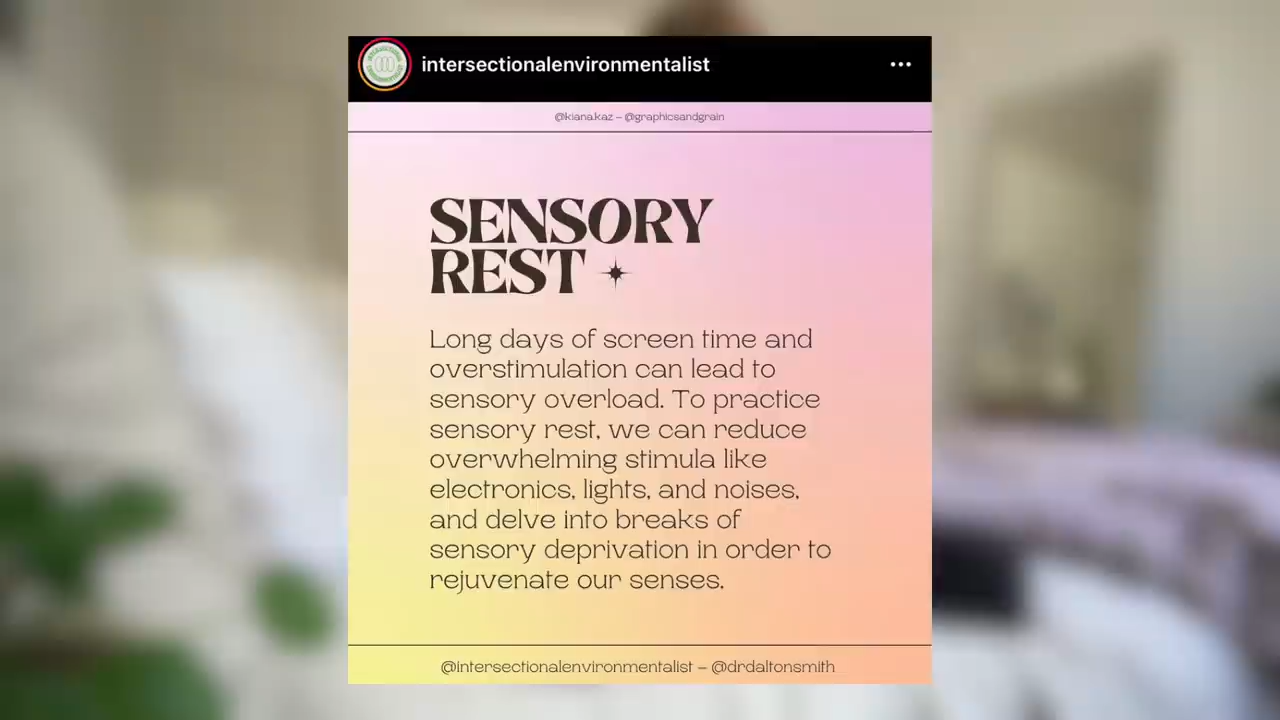 intersectionalenvironmentalist
@kiana.kaz – @graphicsandgrain
SENSORY
REST
Long days of screen time and
overstimulation can lead to
sensory overload. To practice
sensory rest, we can reduce
overwhelming stimula like
electronics, lights, and noises,
and delve into breaks of
sensory deprivation in order to
rejuvenate our senses.
@intersectionalenvironmentalist – @drdaltonsmith